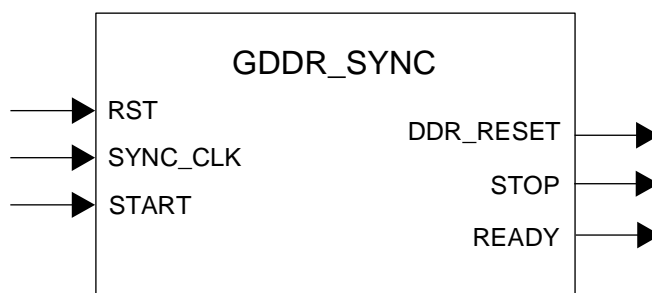 GDDR_SYNC
RST
SYNC_CLK
START
DDR_RESET
STOP
READY